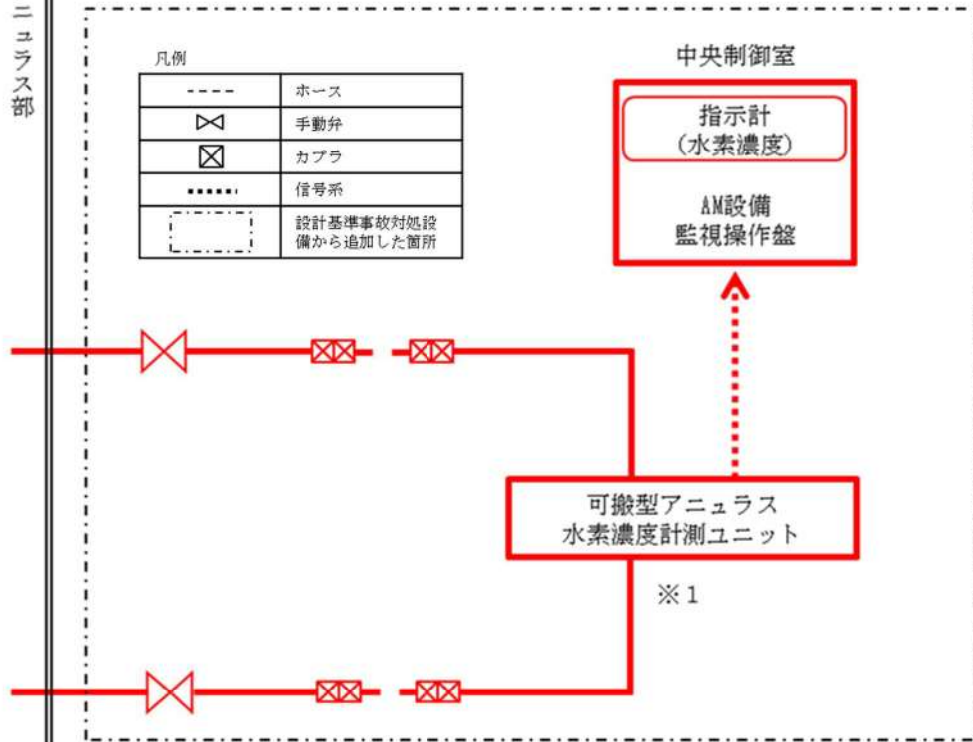 ニュラス部
凡例
ホース
手動弁
カプラ
信号系
設計基準事故対処設
備から追加した箇所
中央制御室
指示計
(水素濃度)
AM設備
監視操作盤
可搬型アニュラス
水素濃度計測ユニット
※1